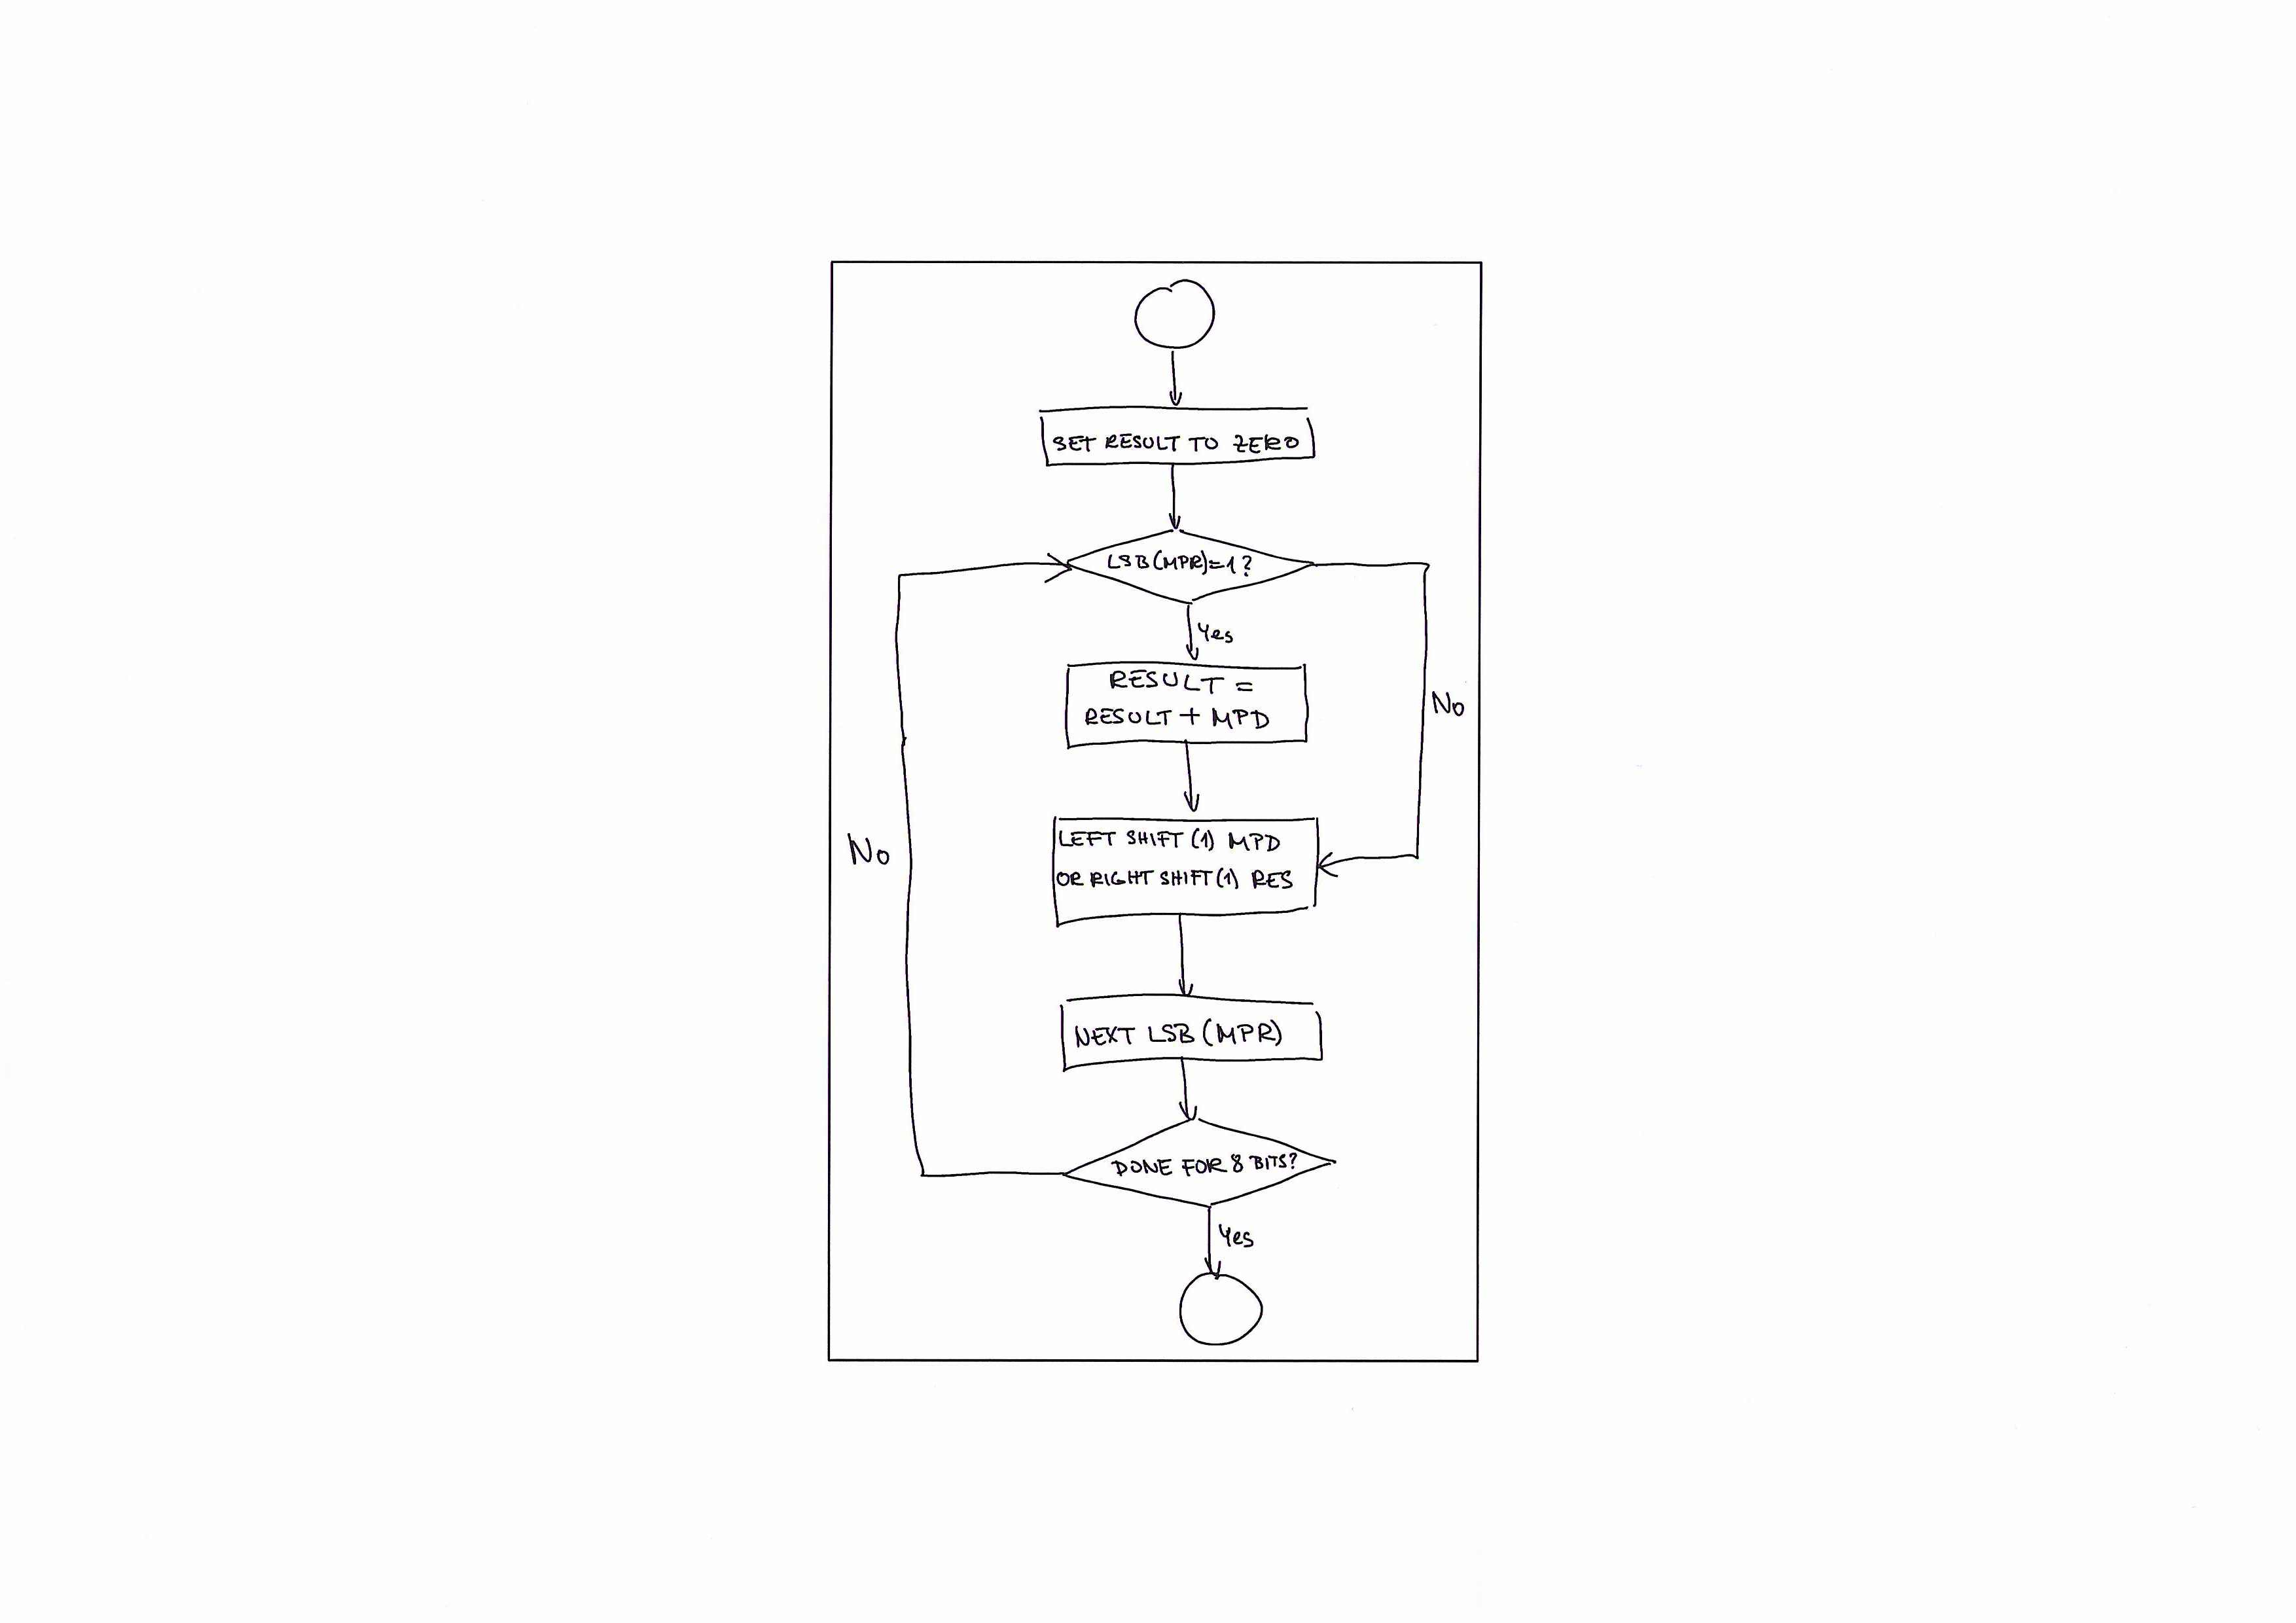 SET RESULT TO ZERO
LSB(MPR)=1?
Yes
RESULT =
RESULT + MPD
No
LEFT SHIFT (1) MPD
OR RIGHT SHIFT (1) RES
No
NEXT LSB (MPR)
DONE FOR 8 BITS?
Yes